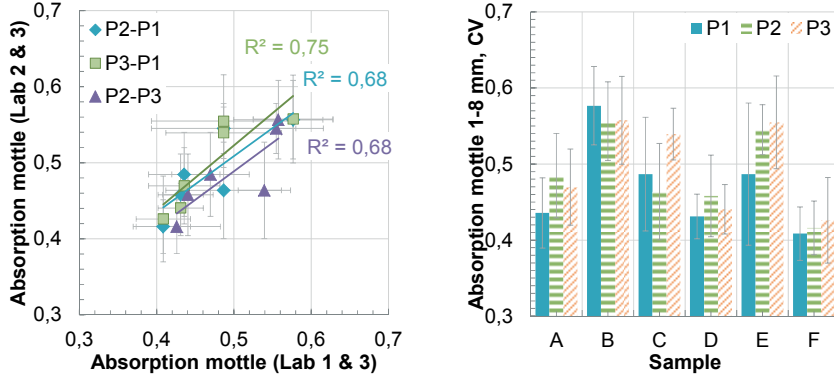 Absorption mottle (Lab 2 & 3)
0,7
0,6
0,5
0,4
0,3
P2-P1
P3-P1
P2-P3
R² = 0,75
R² = 0,68
R² = 0,68
0,3 0,4 0,5 0,6 0,7
Absorption mottle (Lab 1 & 3)
Absorption mottle 1-8 mm, CV
0,7
0,6
0,5
0,4
0,3
P1 P2 P3
A B C D E F
Sample